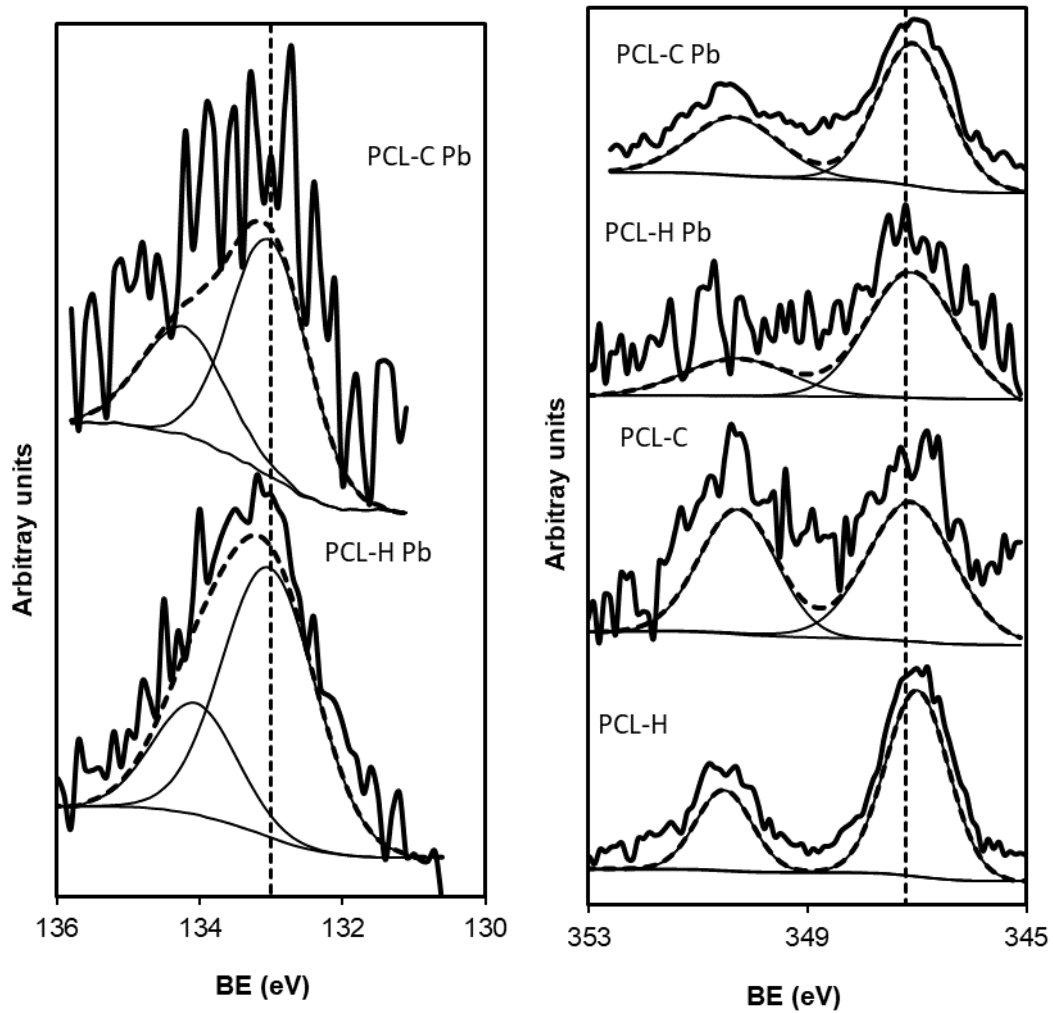 PCL-C Pb
PCL-H Pb
Arbitray units
136
134
132
130
BE (eV)
PCL-C Pb
PCL-H Pb
PCL-C
PCL-H
Arbitray units
353
349
345
BE (eV)